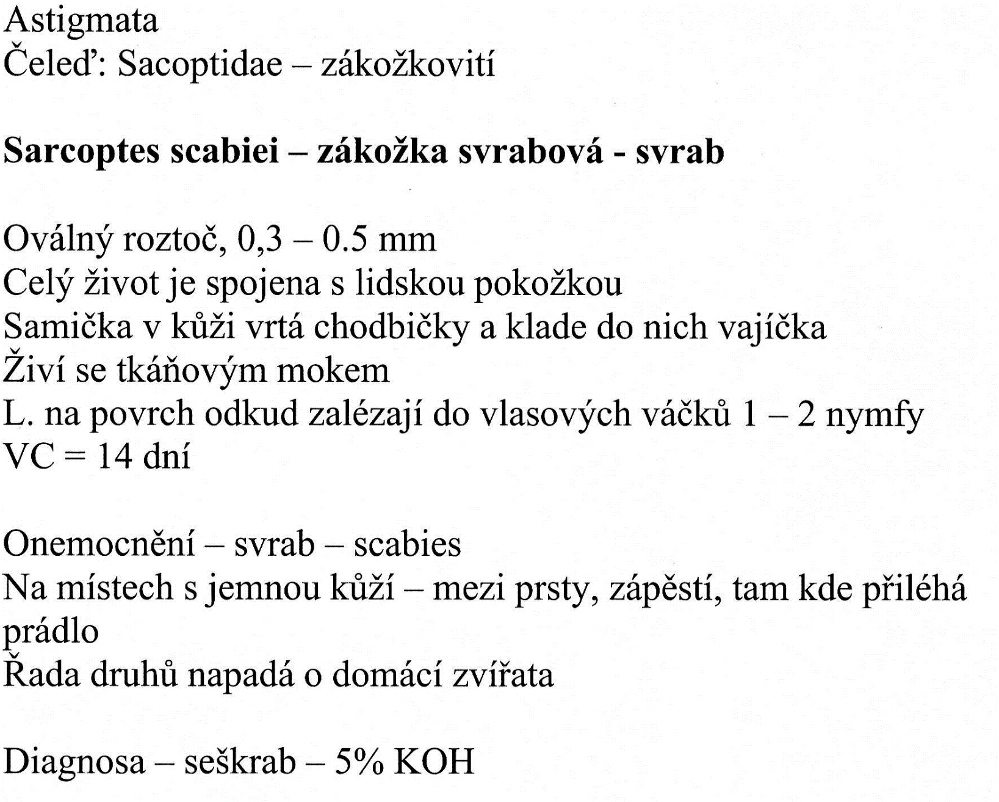 Astigmata
Čeleď: Sacoptidae – zákožkovití
Sarcoptes scabiei – zákožka svrabová - svrab
Oválný roztoč, 0,3 – 0.5 mm
Celý život je spojena s lidskou pokožkou
Samička v kůži vrtá chodbičky a klade do nich vajíčka
Živí se tkáňovým mokem
L. na povrch odkud zalézají do vlasových váčků 1 – 2 nymfy
VC = 14 dní
Onemocnění – svrab – scabies
Na místech s jemnou kůží – mezi prsty, zápěstí, tam kde přiléhá
prádlo
Řada druhů napadá o domácí zvířata
Diagnosa – seškrab – 5% KOH